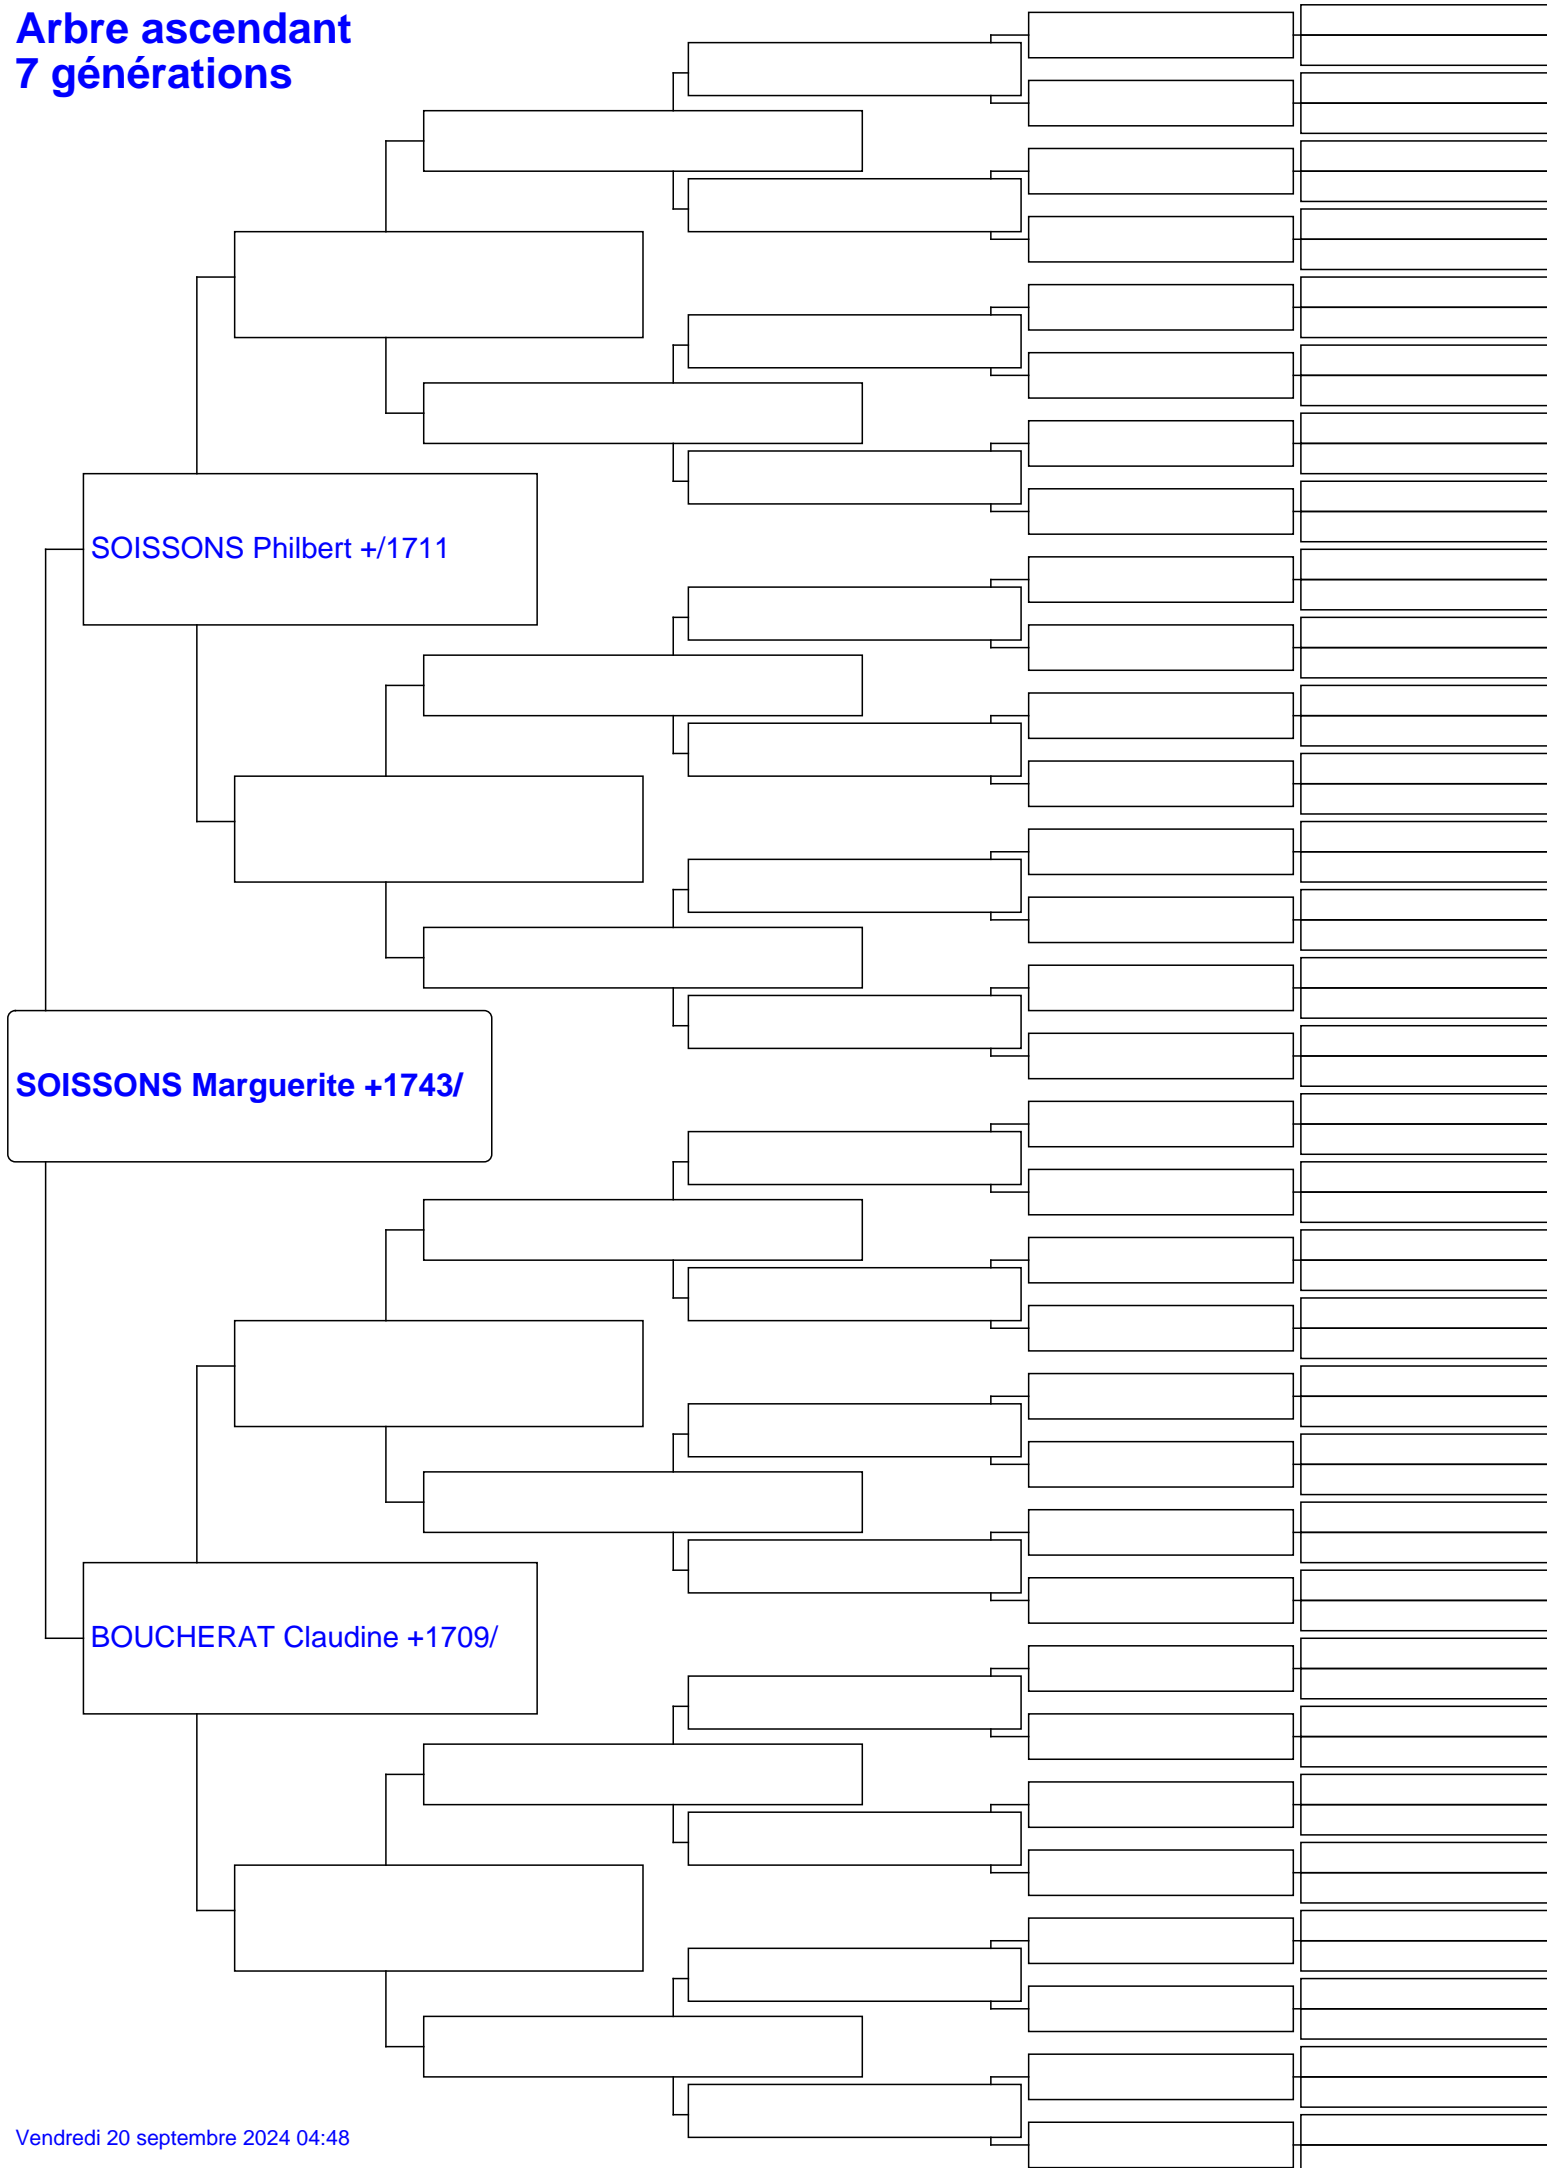 Arbre ascendant
7 générations
SOISSONS Philbert +/1711
SOISSONS Marguerite +1743/
BOUCHERAT Claudine +1709/
Vendredi 20 septembre 2024 04:48